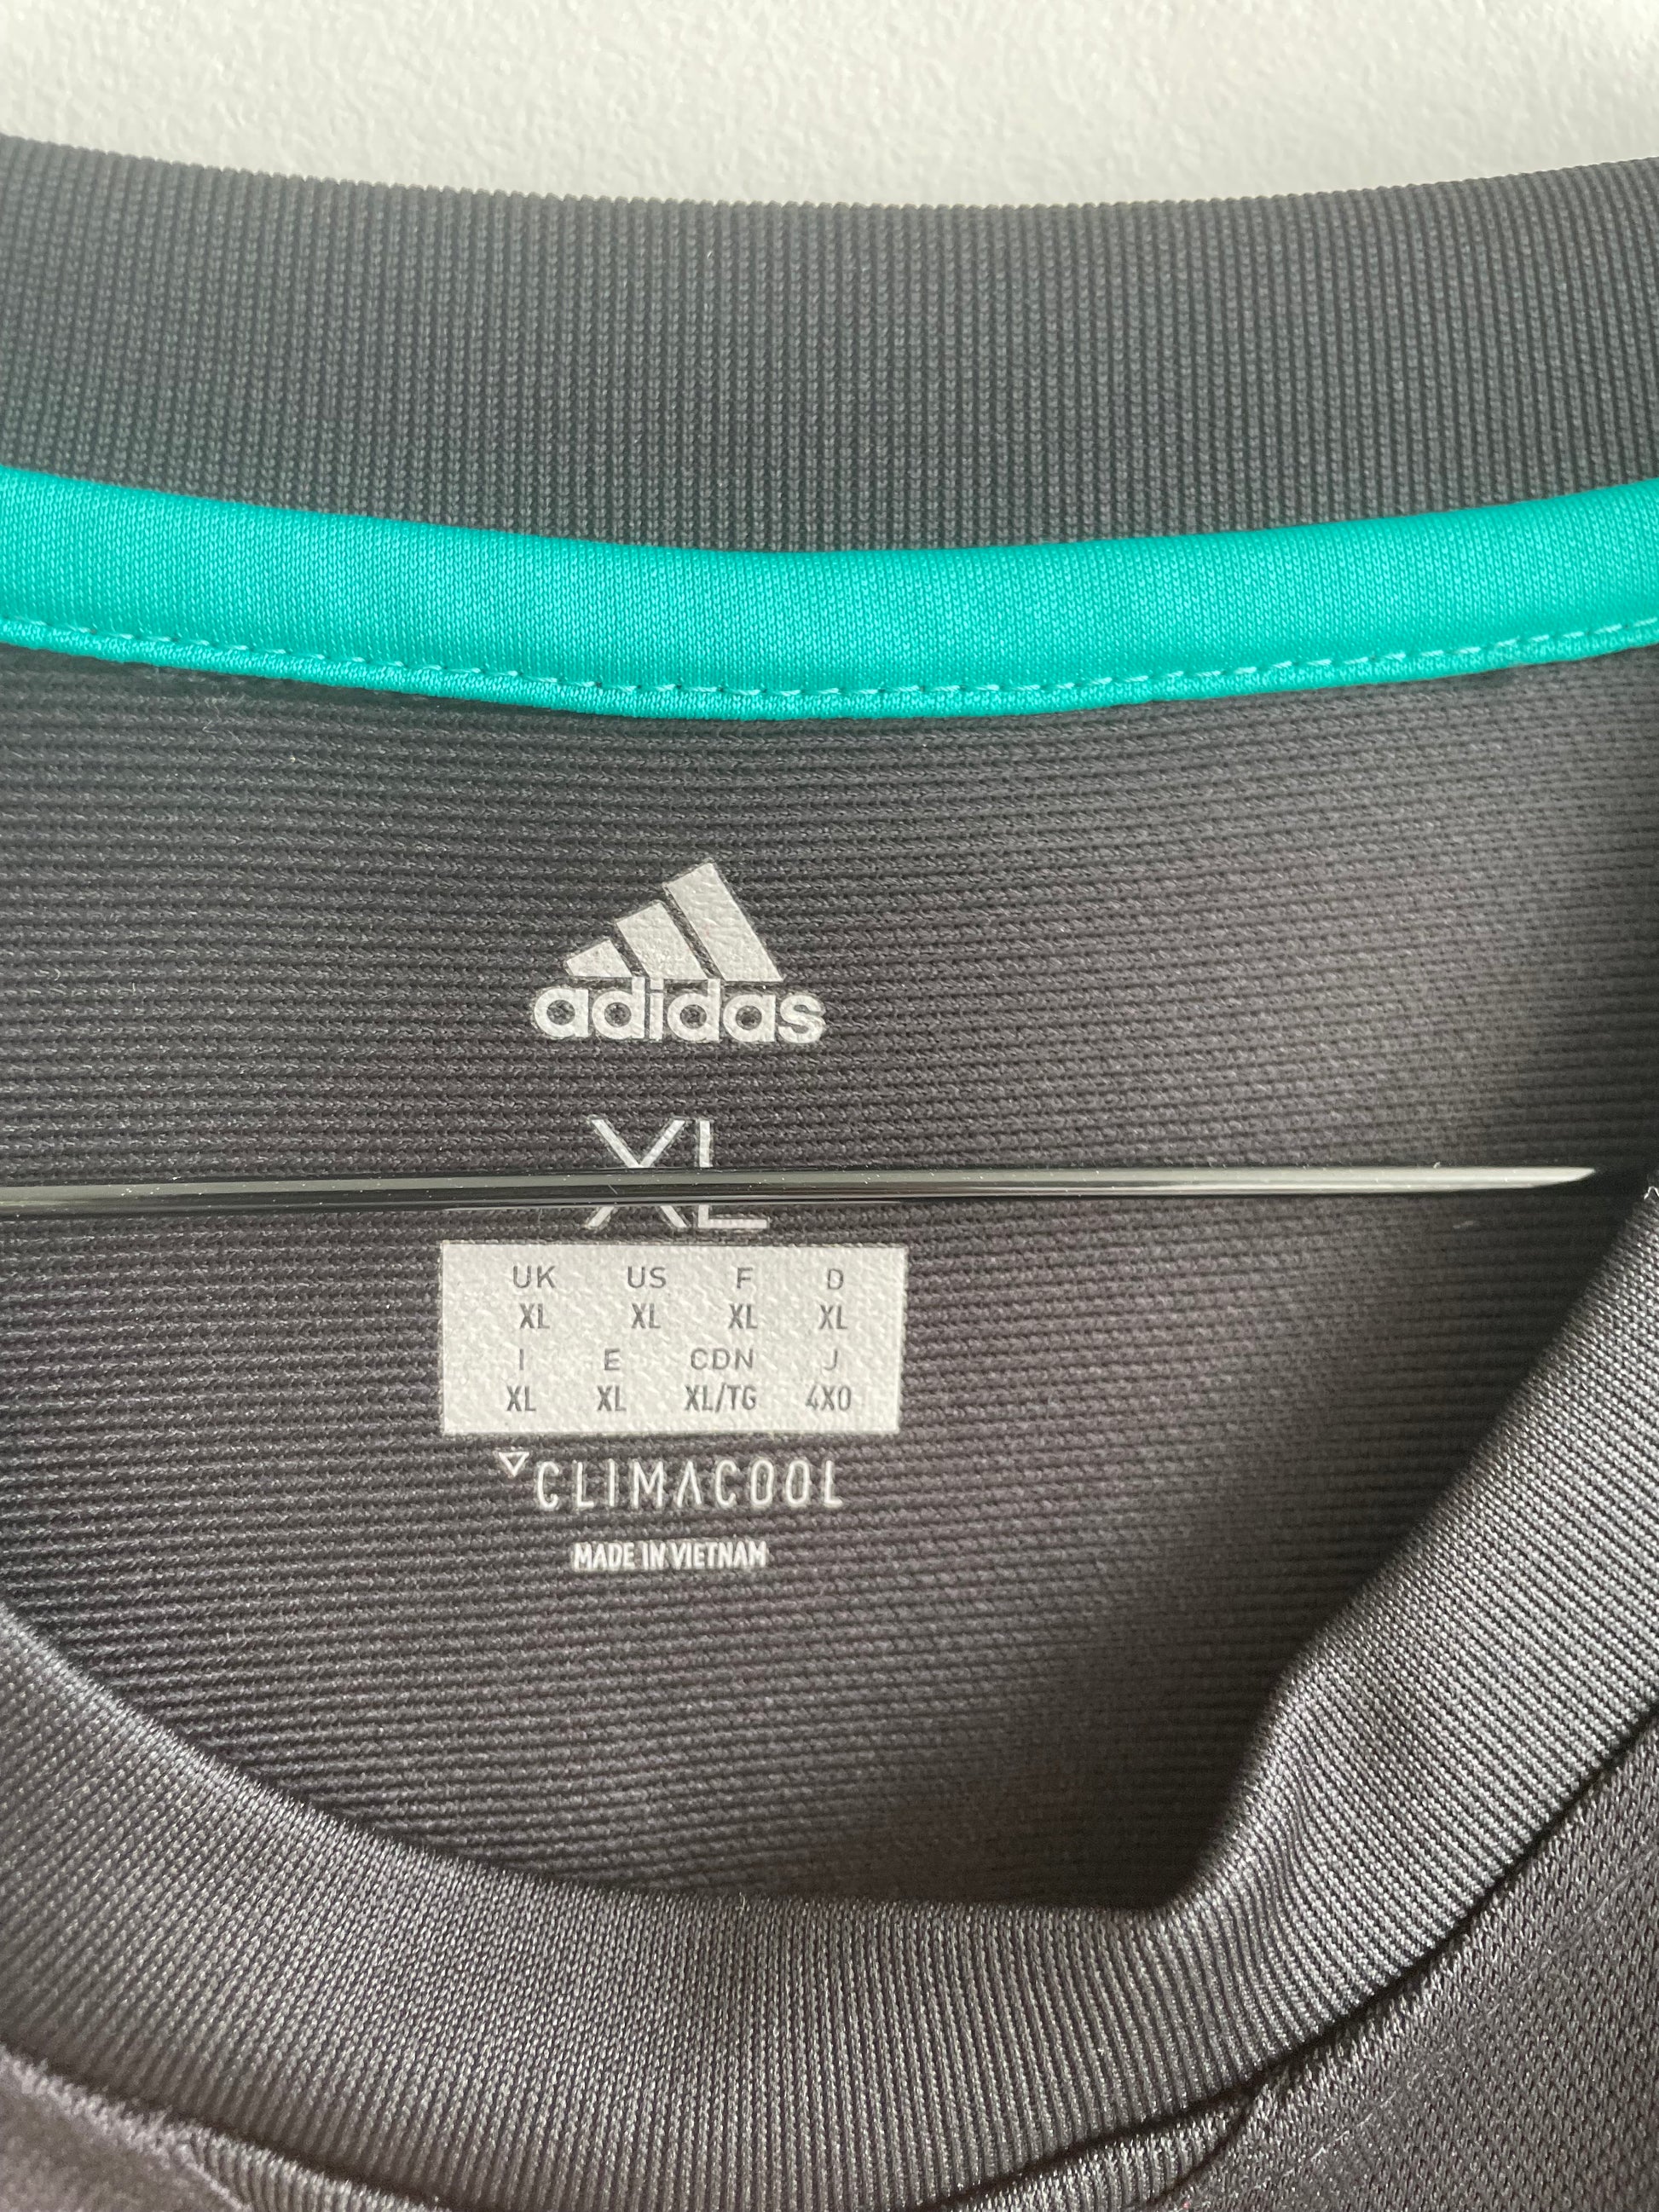 adidas
XL
UK US F D
XL XL XL XL
I E CDN J
XL XL XL/TG 4XO
CLIMACOOL
MADE IN VIETNAM